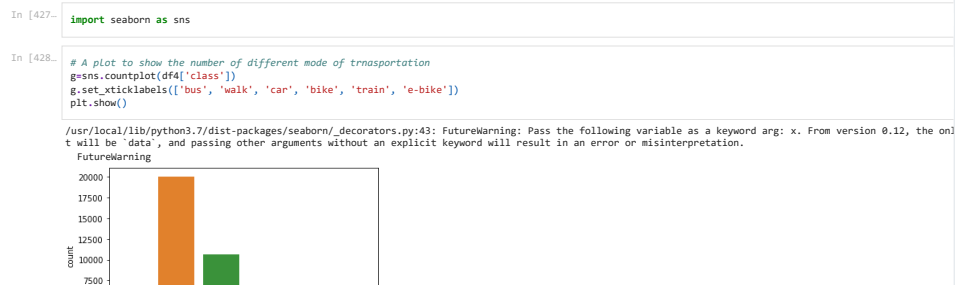 In [427…
import seaborn as sns
In [428…
# A plot to show the number of different mode of trnasportation
g=sns.countplot(df4['class'])
g.set_xticklabels(['bus', 'walk', 'car', 'bike', 'train', 'e-bike'])
plt.show()
/usr/local/lib/python3.7/dist-packages/seaborn/_decorators.py:43: FutureWarning: Pass the following variable as a keyword arg: x. From version 0.12, the onl
t will be `data`, and passing other arguments without an explicit keyword will result in an error or misinterpretation.
FutureWarning
20000
17500
15000
12500
10000
7500
count